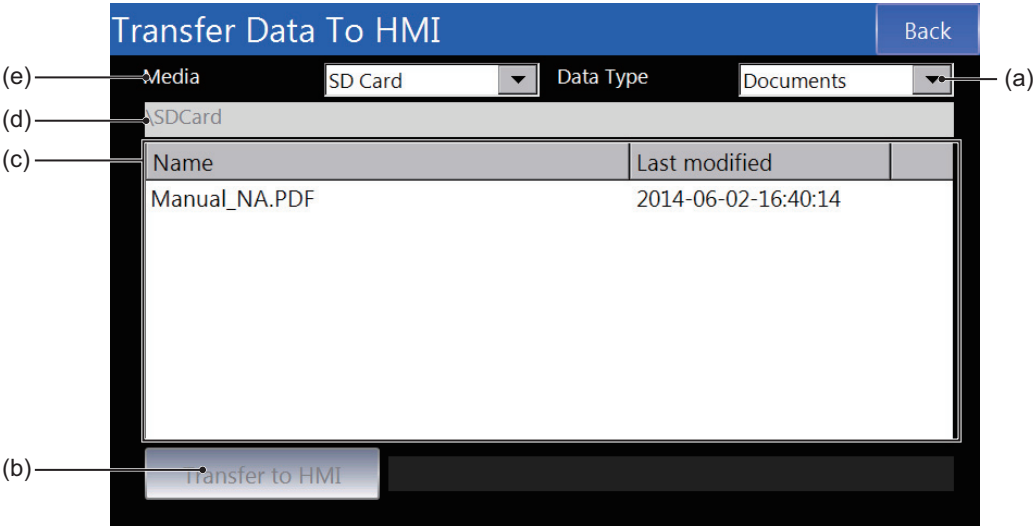 Transfer Data To HMI Back
(e) Media SD Card Data Type Documents (a)
(d) \SDCard
(c) Name Last modified
Manual_NA.PDF 2014-06-02-16:40:14
(b) Transfer to HMI